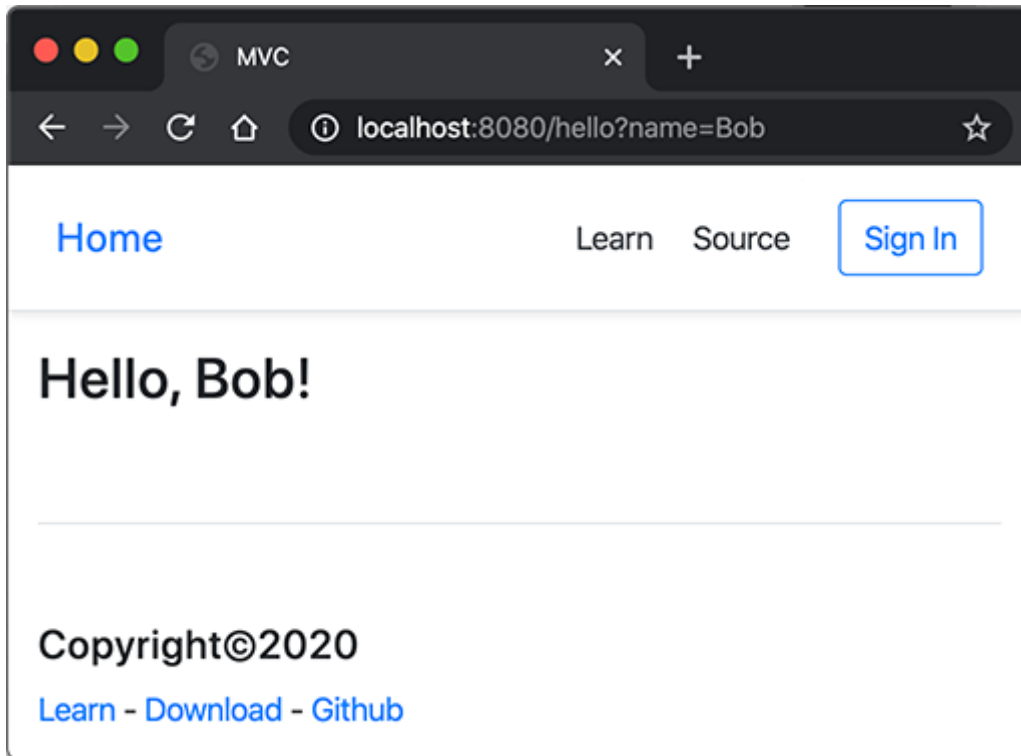 MVC
localhost:8080/hello?name=Bob
Home Learn Source Sign In
Hello, Bob!
Copyright©2020
Learn - Download - Github